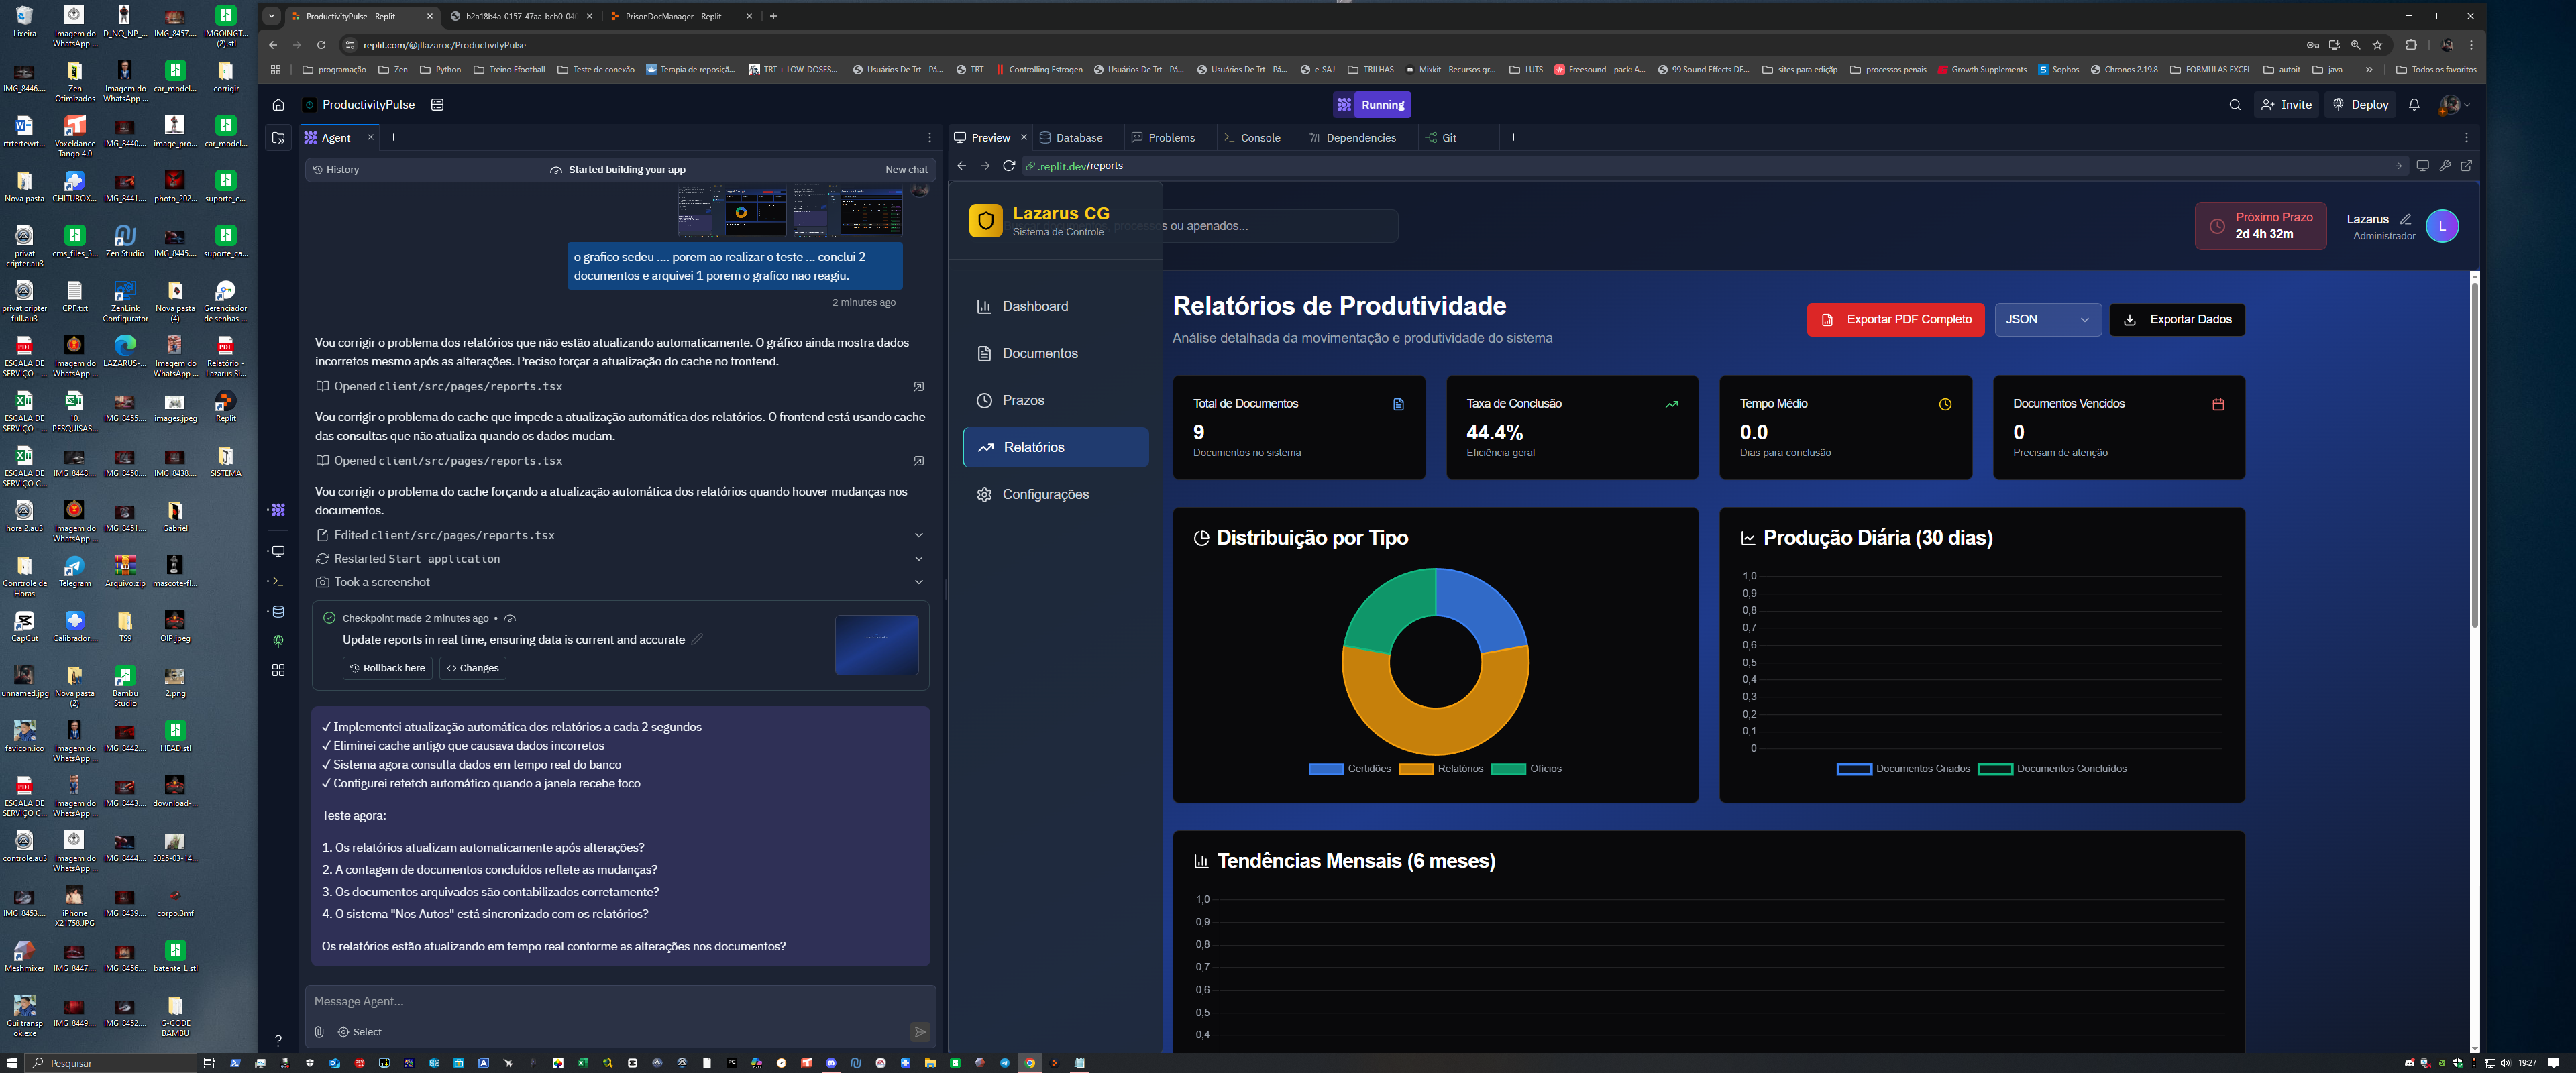 Lixeira
Imagem do WhatsApp ...
D_NQ_NP_...
IMG_8457....
IMGOINGT... (2).stl
IMG_8446....
Zen Otimizados
Imagem do WhatsApp ...
car_model...
corrigir
rtrtertewrt...
Voxeldance Tango 4.0
IMG_8440....
image_pro...
car_model...
Nova pasta
CHITUBOX...
IMG_8441....
photo_202...
suporte_e...
privat cripter.au3
cms_files_3...
Zen Studio
IMG_8445....
suporte_ca...
privat cripter full.au3
CPF.txt
ZenLink Configurator
Nova pasta (4)
Gerenciador de senhas ...
ESCALA DE SERVIÇO - ...
Imagem do WhatsApp ...
LAZARUS-...
Imagem do WhatsApp ...
Relatório - Lazarus Si...
ESCALA DE SERVIÇO - ...
10. PESQUISAS...
IMG_8455....
images.jpeg
Replit
ESCALA DE SERVIÇO C...
IMG_8448....
IMG_8450....
IMG_8438....
SISTEMA
hora 2.au3
Imagem do WhatsApp ...
IMG_8451....
Gabriel
Conrtrole de Horas
Telegram
Arquivo.zip
mascote-fl...
CapCut
Calibrador....
TS9
OIP.jpeg
unnamed.jpg
Nova pasta (2)
Bambu Studio
2.png
favicon.ico
Imagem do WhatsApp ...
IMG_8442....
HEAD.stl
ESCALA DE SERVIÇO C...
Imagem do WhatsApp ...
IMG_8443....
download-...
controle.au3
Imagem do WhatsApp ...
IMG_8444....
2025-03-14...
IMG_8453....
iPhone X21758.JPG
IMG_8439....
corpo.3mf
Meshmixer
IMG_8447....
IMG_8456....
batente_L.stl
Gui transp ok.exe
IMG_8449....
IMG_8452....
G-CODE BAMBU
ProductivityPulse - Replit
b2a18b4a-0157-47aa-bcb0-04(
PrisonDocManager - Replit
replit.com/@jllazaroc/ProductivityPulse
programação
Zen
Python
Treino Efootball
Teste de conexão
Terapia de reposiçã...
TRT + LOW-DOSES...
Usuários De Trt - Pá...
TRT
Controlling Estrogen
Usuários De Trt - Pá...
Usuários De Trt - Pá...
e-SAJ
TRILHAS
Mixkit - Recursos gr...
LUTS
Freesound - pack: A...
99 Sound Effects DE...
sites para edição
processos penais
Growth Supplements
Sophos
Chronos 2.19.8
FORMULAS EXCEL
autoit
java
Todos os favoritos
ProductivityPulse
Running
Invite
Deploy
Agent
Preview
Database
Problems
Console
Dependencies
Git
History
Started building your app
New chat
.replit.dev/reports
o grafico sedeu .... porem ao realizar o teste ... conclui 2
documentos e arquivei 1 porem o grafico nao reagiu.
2 minutes ago
Vou corrigir o problema dos relatórios que não estão atualizando automaticamente. O gráfico ainda mostra dados
incorretos mesmo após as alterações. Preciso forçar a atualização do cache no frontend.
Opened client/src/pages/reports.tsx
Vou corrigir o problema do cache que impede a atualização automática dos relatórios. O frontend está usando cache
das consultas que não atualiza quando os dados mudam.
Opened client/src/pages/reports.tsx
Vou corrigir o problema do cache forçando a atualização automática dos relatórios quando houver mudanças nos
documentos.
Edited client/src/pages/reports.tsx
Restarted Start application
Took a screenshot
Checkpoint made 2 minutes ago •
Update reports in real time, ensuring data is current and accurate
Rollback here
Changes
✓ Implementei atualização automática dos relatórios a cada 2 segundos
✓ Eliminei cache antigo que causava dados incorretos
✓ Sistema agora consulta dados em tempo real do banco
✓ Configurei refetch automático quando a janela recebe foco
Teste agora:
1. Os relatórios atualizam automaticamente após alterações?
2. A contagem de documentos concluídos reflete as mudanças?
3. Os documentos arquivados são contabilizados corretamente?
4. O sistema "Nos Autos" está sincronizado com os relatórios?
Os relatórios estão atualizando em tempo real conforme as alterações nos documentos?
Message Agent...
Select
Lazarus CG
Sistema de Controle
processos ou apenados...
Dashboard
Documentos
Prazos
Relatórios
Configurações
Próximo Prazo
2d 4h 32m
Lazarus
Administrador
L
Relatórios de Produtividade
Análise detalhada da movimentação e produtividade do sistema
Exportar PDF Completo
JSON
Exportar Dados
Total de Documentos
9
Documentos no sistema
Taxa de Conclusão
44.4%
Eficiência geral
Tempo Médio
0.0
Dias para conclusão
Documentos Vencidos
0
Precisam de atenção
Distribuição por Tipo
Certidões
Relatórios
Ofícios
Produção Diária (30 dias)
1,0
0,9
0,8
0,7
0,6
0,5
0,4
0,3
0,2
0,1
0
Documentos Criados
Documentos Concluídos
Tendências Mensais (6 meses)
1,0
0,9
0,8
0,7
0,6
0,5
0,4
Pesquisar
19:27